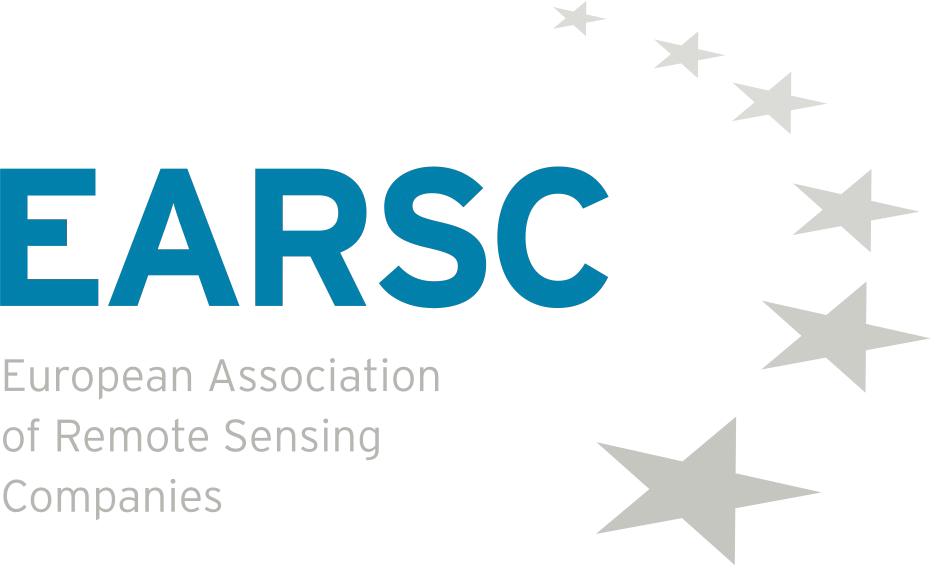 EARSC
European Association
of Remote Sensing
Companies